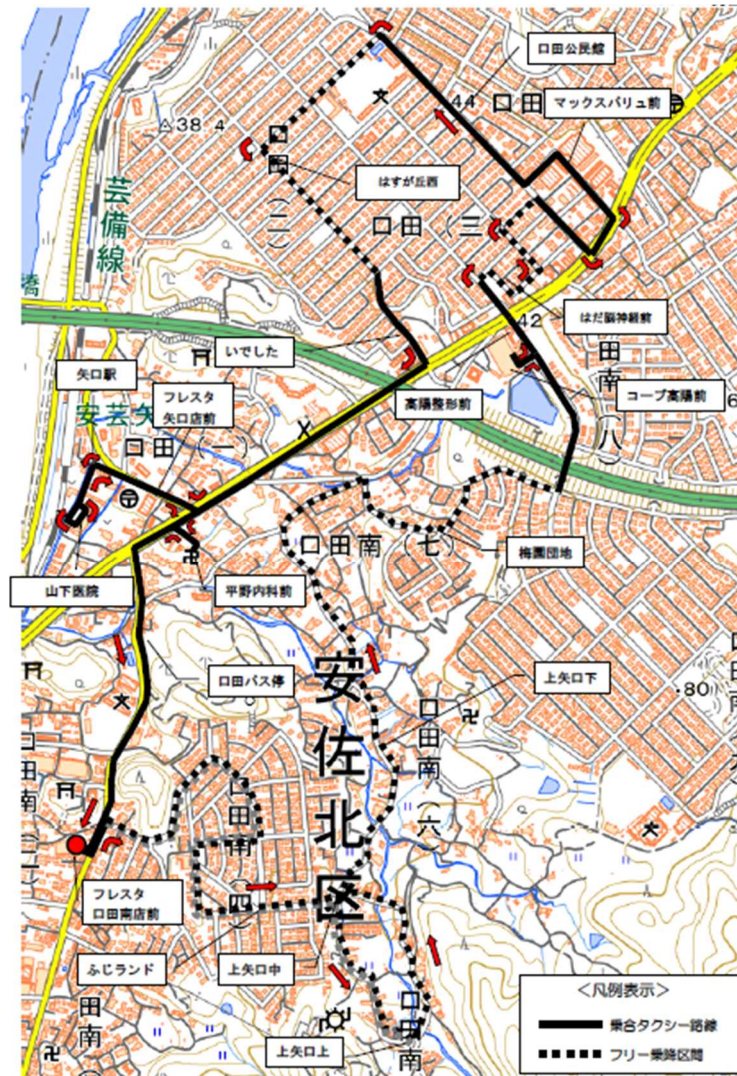 口田公民館
44
口田
マックスバリュ前
38 4
口田(二)
はすが丘西
口田(三)
芸備線
橋
42
はだ脳神経前
いでした
矢口駅
フレスタ
矢口店前
高陽整形前
コープ高陽前
田南(八)
安芸矢
口田(一)
口田南(七)
梅園団地
山下医院
平野内科前
安佐北区
口田バス停
上矢口下
80
口田南(六)
口田南(四)
フレスタ
口田南店前
ふじランド
上矢口中
上矢口上
口田南
田南
<凡例表示>
乗合タクシー路線
フリー乗降区間